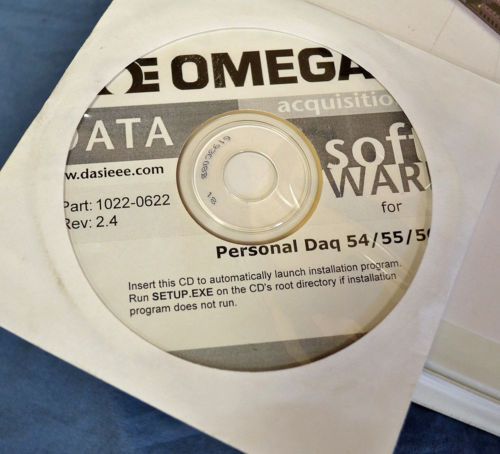 OMEGA
acquisitio
DATA
www.dasieee.com
soft
WAR
Part: 1022-0622
Rev: 2.4
for
Personal Daq 54/55/5
Insert this CD to automatically launch installation program.
Run SETUP.EXE on the CD's root directory if installation
program does not run.